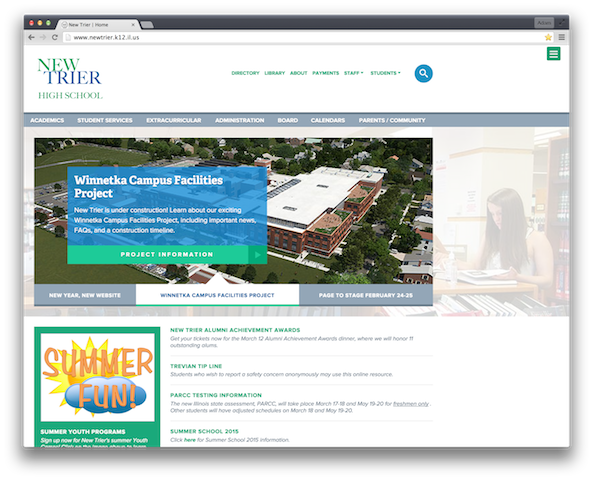 New Trier | Home
www.newtrier.k12.il.us
NEW
TRIER
HIGH SCHOOL
DIRECTORY LIBRARY ABOUT PAYMENTS STAFF STUDENTS
ACADEMICS STUDENT SERVICES EXTRACURRICULAR ADMINISTRATION BOARD CALENDARS PARENTS / COMMUNITY
Winnetka Campus Facilities
Project
New Trier is under construction! Learn about our exciting
Winnetka Campus Facilities Project, including important news,
FAQs, and a construction timeline.
PROJECT INFORMATION
NEW YEAR, NEW WEBSITE WINNETKA CAMPUS FACILITIES PROJECT PAGE TO STAGE FEBRUARY 24-25
SUMMER
FUN!
SUMMER YOUTH PROGRAMS
Sign up now for New Trier's summer Youth
NEW TRIER ALUMNI ACHIEVEMENT AWARDS
Get your tickets now for the March 12 Alumni Achievement Awards dinner, where we will honor 11
outstanding alums.
TREVIAN TIP LINE
Students who wish to report a safety concern anonymously may use this online resource.
PARCC TESTING INFORMATION
The new Illinois state assessment, PARCC, will take place March 17-18 and May 19-20 for freshmen only.
Other students will have adjusted schedules on March 18 and May 19-20.
SUMMER SCHOOL 2015
Click here for Summer School 2015 information.